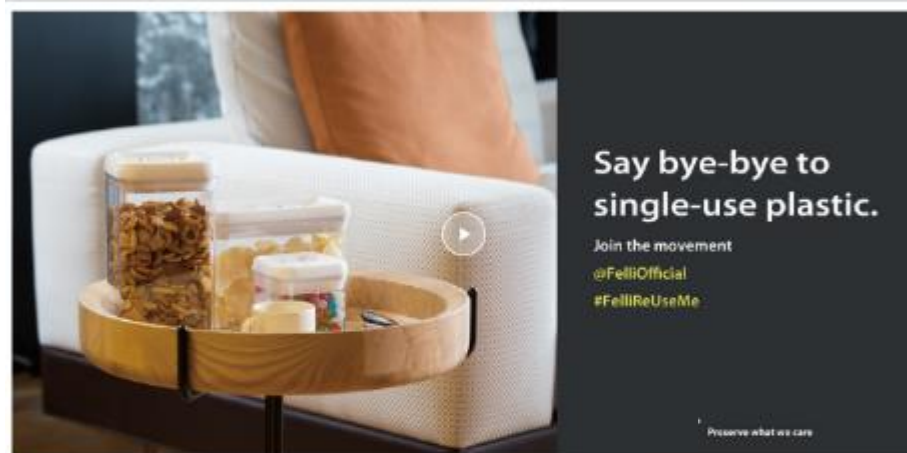 Say bye-bye to
single-use plastic.
Join the movement
@FelliOfficial
#FelliReUseMe
Preserve what we care